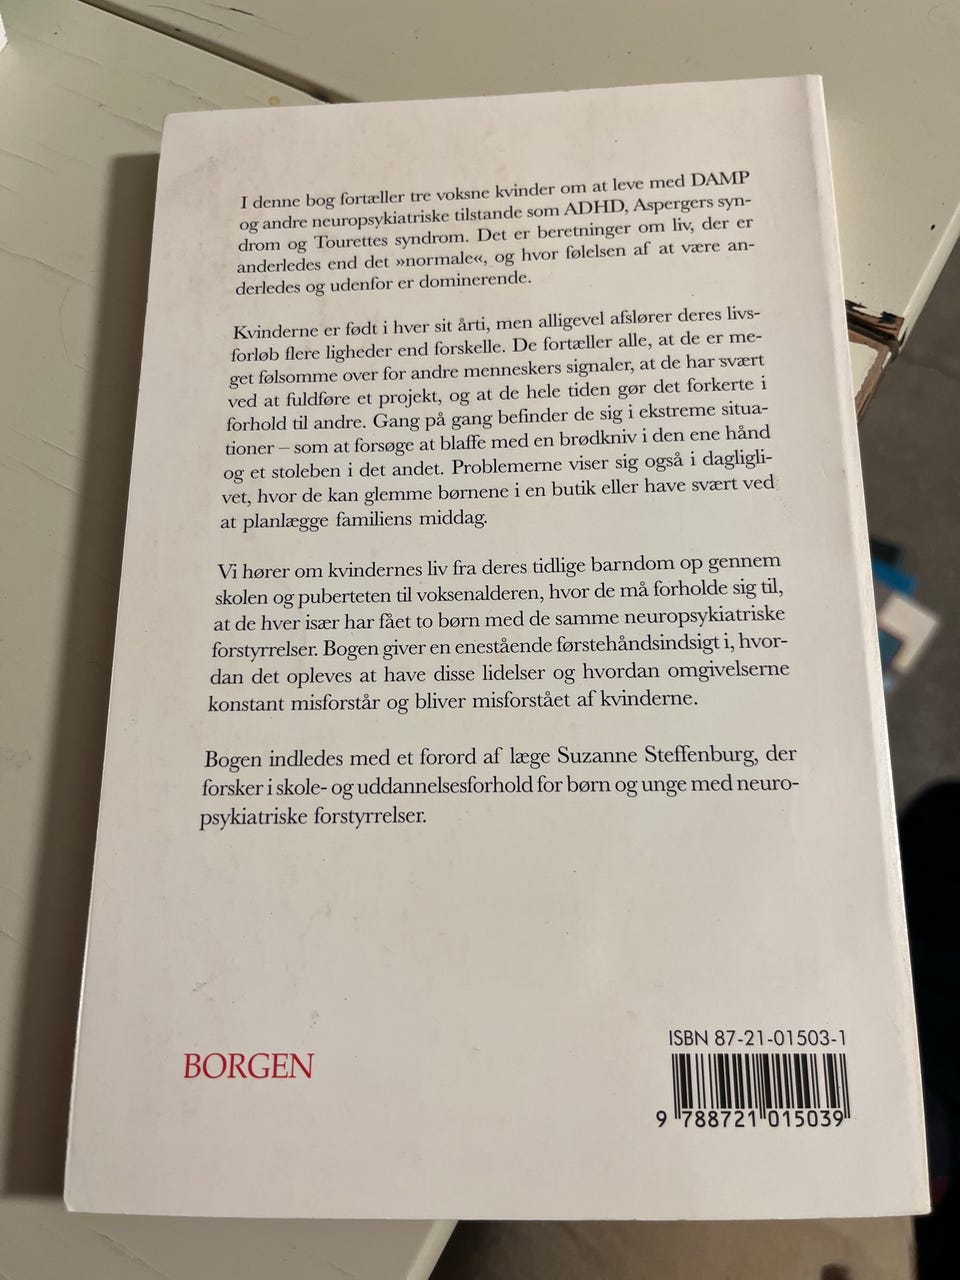 I denne bog fortæller tre voksne kvinder om at leve med DAMP
og andre neuropsykiatriske tilstande som ADHD, Aspergers syn-
drom og Tourettes syndrom. Det er beretninger om liv, der er
anderledes end det »normale«, og hvor følelsen af at være an-
derledes og udenfor er dominerende.
Kvinderne er født i hver sit årti, men alligevel afslører deres livs-
forløb flere ligheder end forskelle. De fortæller alle, at de er me-
get følsomme over for andre menneskers signaler, at de har svært
ved at fuldføre et projekt, og at de hele tiden gør det forkerte i
forhold til andre. Gang på gang befinder de sig i ekstreme situa-
tioner – som at forsøge at blaffe med en brødkniv i den ene hånd
og et stoleben i det andet. Problemerne viser sig også i dagligli-
vet, hvor de kan glemme børnene i en butik eller have svært ved
at planlægge familiens middag.
Vi hører om kvindernes liv fra deres tidlige barndom op gennem
skolen og puberteten til voksenalderen, hvor de må forholde sig til,
at de hver især har fået to børn med de samme neuropsykiatriske
forstyrrelser. Bogen giver en enestående førstehåndsindsigt i, hvor-
dan det opleves at have disse lidelser og hvordan omgivelserne
konstant misforstår og bliver misforstået af kvinderne.
Bogen indledes med et forord af læge Suzanne Steffenburg, der
forsker i skole- og uddannelsesforhold for børn og unge med neuro-
psykiatriske forstyrrelser.
BORGEN
ISBN 87-21-01503-1
9 788721 015039